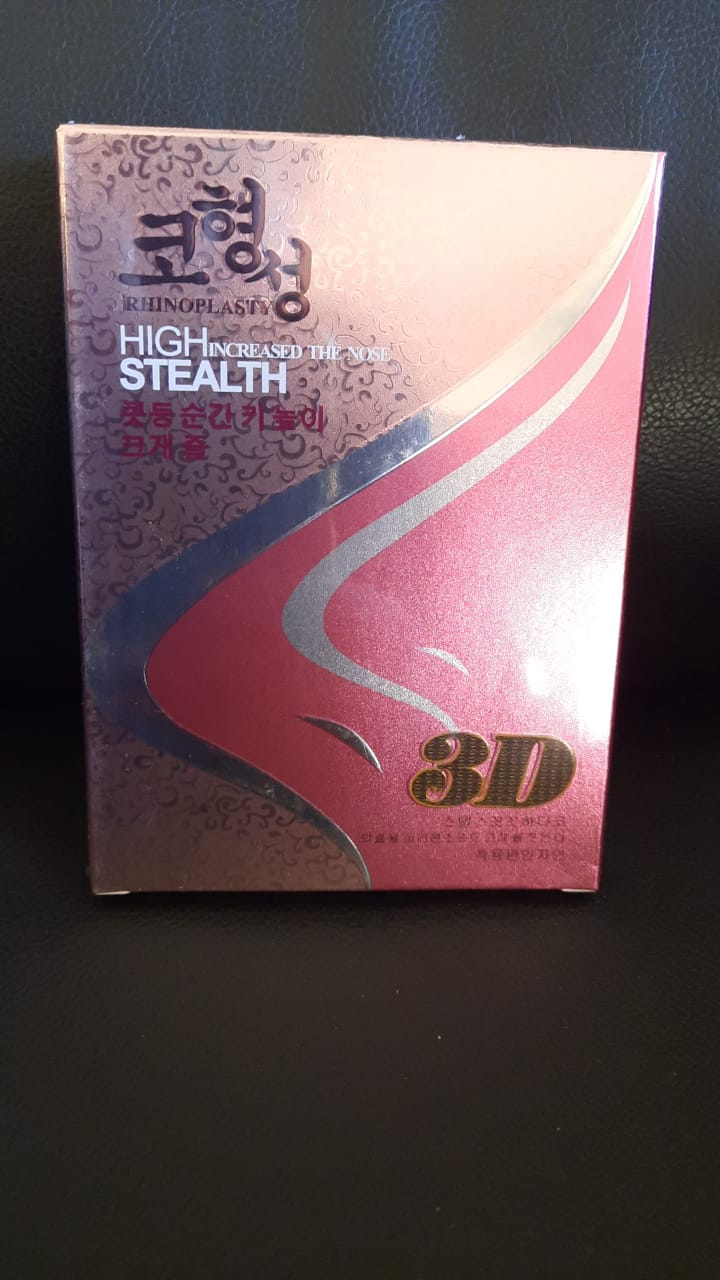 코형성
RHINOPLASTY
HIGH INCREASED THE NOSE
STEALTH
콧등 순간 키 높이
크게 줄
3D